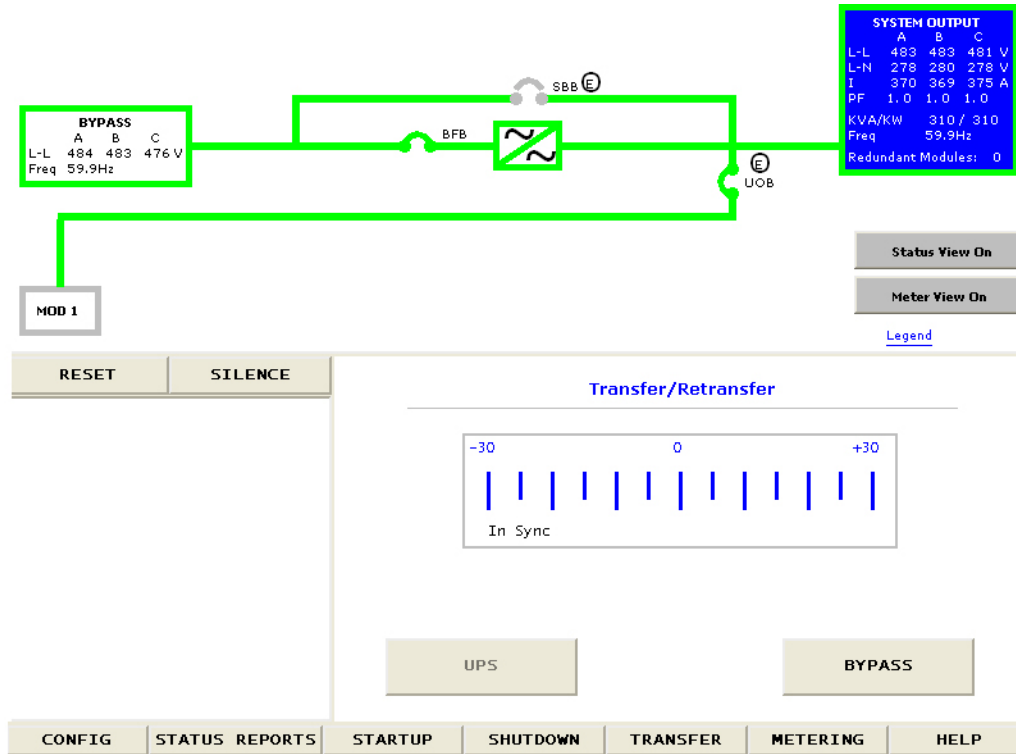 SYSTEM OUTPUT
A B C
L-L 483 483 481 V
L-N 278 280 278 V
I 370 369 375 A
PF 1.0 1.0 1.0
KVA/KW 310 / 310
Freq 59.9Hz
Redundant Modules: 0
SBB E
BYPASS
A B C
L-L 484 483 476 V
Freq 59.9Hz
BFB
E
UOB
MOD 1
Status View On
Meter View On
Legend
RESET SILENCE
Transfer/Retransfer
-30 0 +30
In Sync
UPS BYPASS
CONFIG STATUS REPORTS STARTUP SHUTDOWN TRANSFER METERING HELP